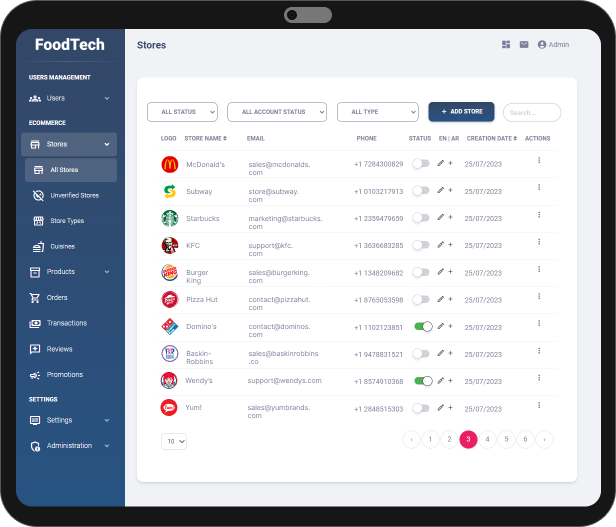 FoodTech
Stores
Admin
USERS MANAGEMENT
Users
ECOMMERCE
Stores
All Stores
Unverified Stores
Store Types
Cuisines
Products
Orders
Transactions
Reviews
Promotions
SETTINGS
Settings
Administration
ALL STATUS ALL ACCOUNT STATUS ALL TYPE + ADD STORE Search...
LOGO STORE NAME EMAIL PHONE STATUS EN | AR CREATION DATE ACTIONS
McDonald's sales@mcdonalds. +1 7284300829 + 25/07/2023
com
Subway store@subway. +1 0103217913 + 25/07/2023
com
Starbucks marketing@starbucks. +1 2359479659 + 25/07/2023
com
KFC support@kfc. +1 3636683285 + 25/07/2023
com
Burger sales@burgerking. +1 1348209682 + 25/07/2023
King com
Pizza Hut contact@pizzahut. +1 8765053598 + 25/07/2023
com
Domino's contact@dominos. +1 1102123851 + 25/07/2023
com
Baskin– sales@baskinrobbins +1 9478831521 + 25/07/2023
Robbins .co
Wendy's support@wendys.com +1 8574910368 + 25/07/2023
Yum! sales@yumbrands. +1 2848515303 + 25/07/2023
com
10 ‹ 1 2 3 4 5 6 ›